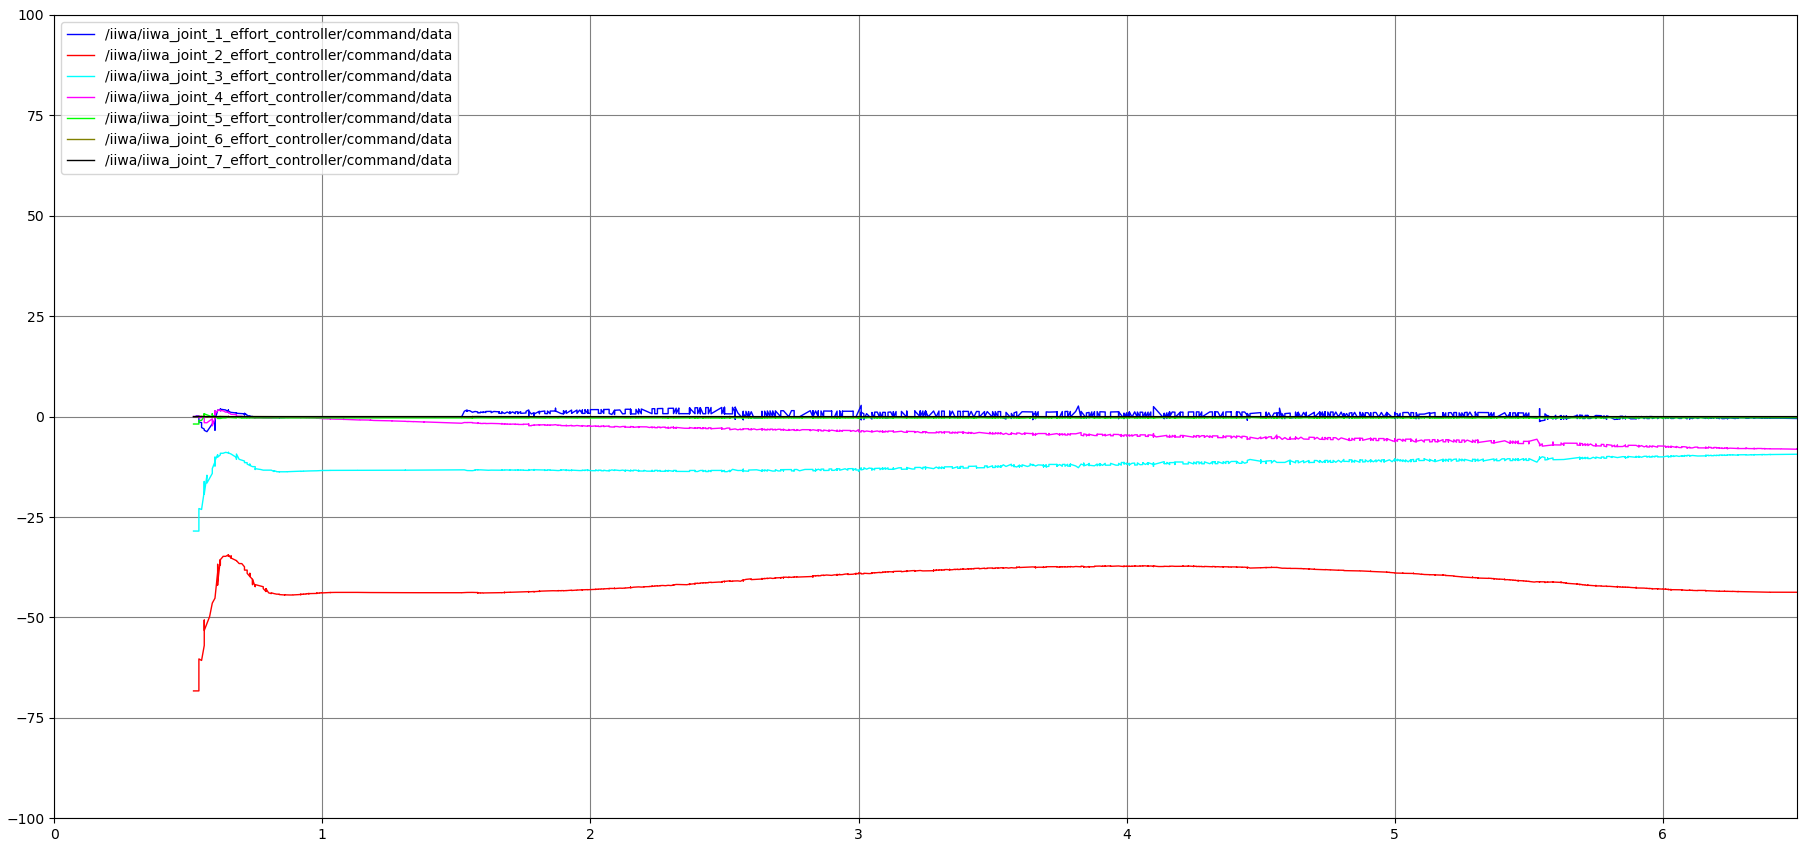 100
75
50
25
0
−25
−50
−75
−100
/iiwa/iiwa_joint_1_effort_controller/command/data
/iiwa/iiwa_joint_2_effort_controller/command/data
/iiwa/iiwa_joint_3_effort_controller/command/data
/iiwa/iiwa_joint_4_effort_controller/command/data
/iiwa/iiwa_joint_5_effort_controller/command/data
/iiwa/iiwa_joint_6_effort_controller/command/data
/iiwa/iiwa_joint_7_effort_controller/command/data
0 1 2 3 4 5 6